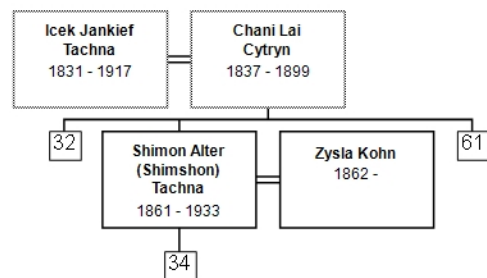 Icek Jankief
Tachna
1831 - 1917
Chani Lai
Cytryn
1837 - 1899
32
61
Shimon Alter
(Shimshon)
Tachna
1861 - 1933
Zysla Kohn
1862 -
34